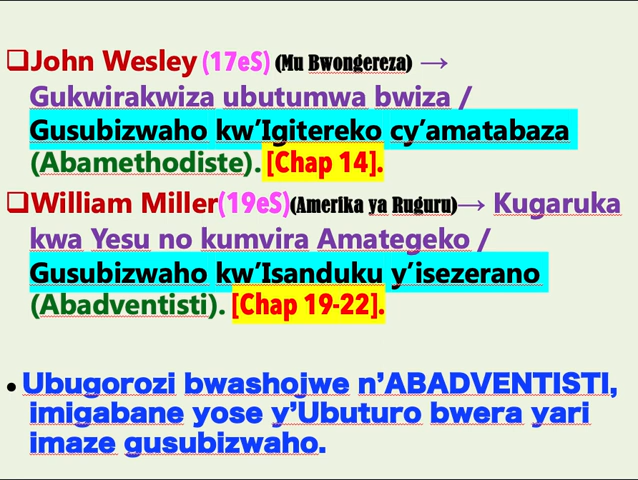 ❑John Wesley (17eS) (Mu Bwongereza) →
Gukwirakwiza ubutumwa bwiza /
Gusubizwaho kw’Igitereko cy’amatabaza
(Abamethodiste). [Chap 14].
❑William Miller(19eS)(Amerika ya Ruguru)→ Kugaruka
kwa Yesu no kumvira Amategeko /
Gusubizwaho kw’Isanduku y’isezerano
(Abadventisti). [Chap 19-22].
• Ubugorozi bwashojwe n’ABADVENTISTI,
imigabane yose y’Ubuturo bwera yari
imaze gusubizwaho.